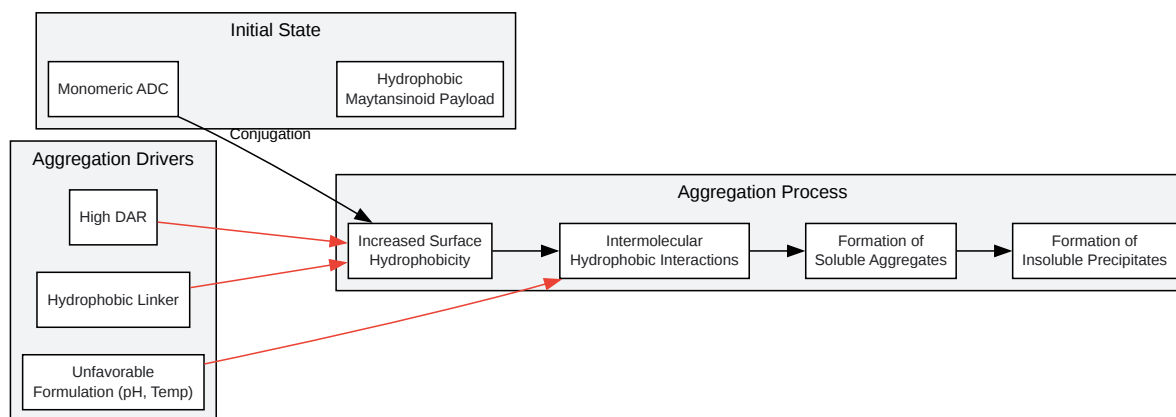 Initial State
Monomeric ADC
Hydrophobic
Maytansinoid Payload
Conjugation
Aggregation Drivers
High DAR
Hydrophobic Linker
Unfavorable
Formulation (pH, Temp)
Aggregation Process
Increased Surface
Hydrophobicity
Intermolecular
Hydrophobic Interactions
Formation of
Soluble Aggregates
Formation of
Insoluble Precipitates